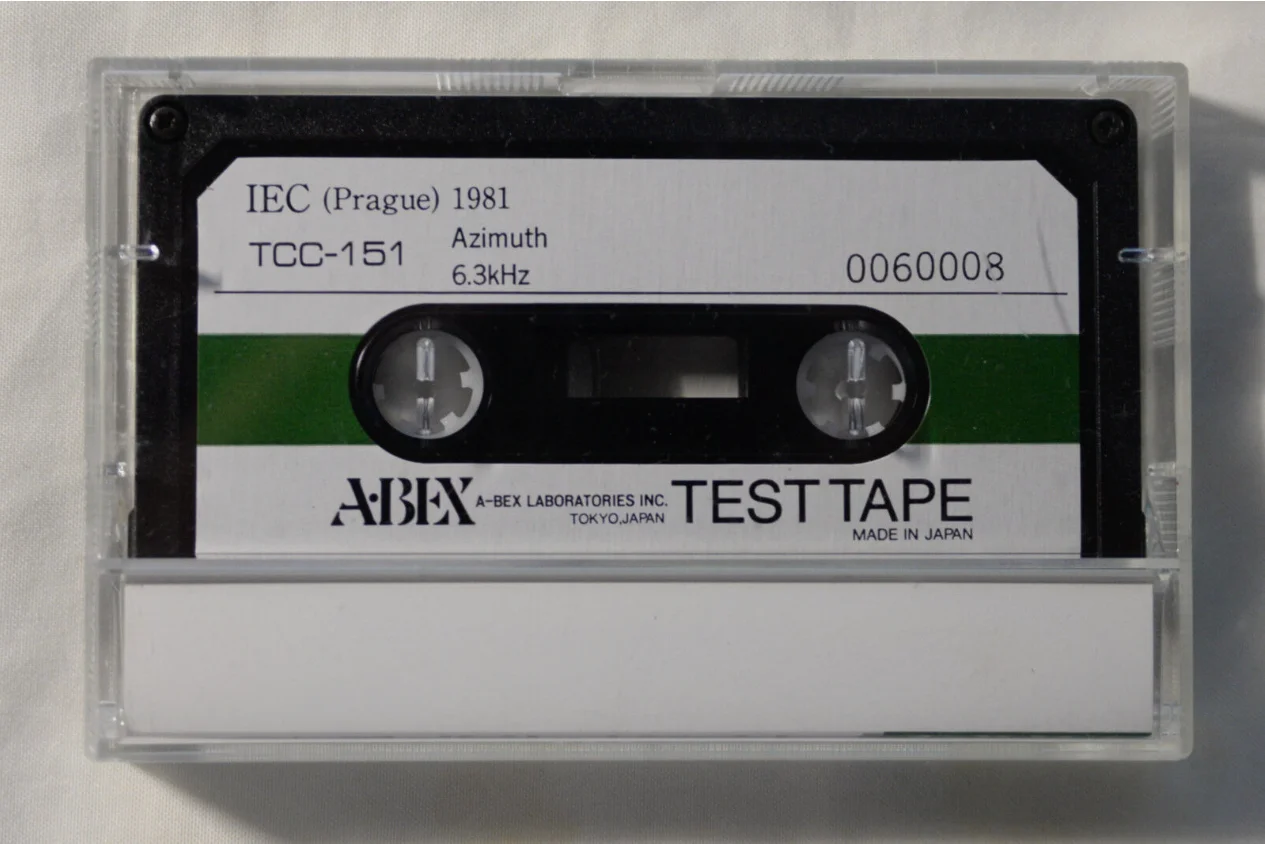 IEC (Prague) 1981
TCC-151
Azimuth
6.3kHz
0060008
A·BEX A-BEX LABORATORIES INC.
TOKYO,JAPAN
TEST TAPE
MADE IN JAPAN